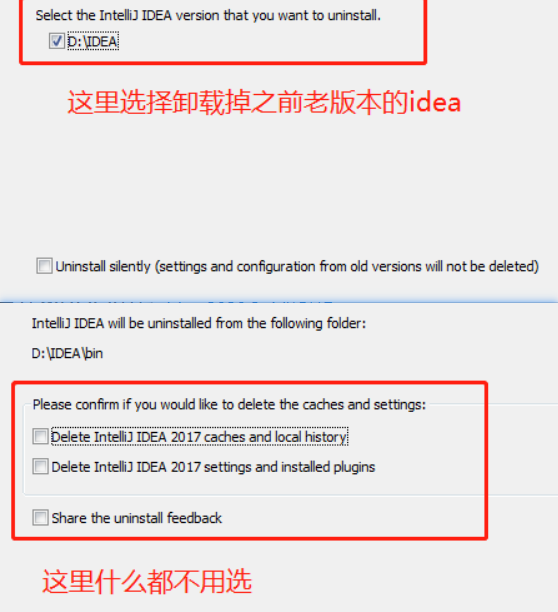 Select the IntelliJ IDEA version that you want to uninstall.
D:\IDEA
这里选择卸载掉之前老版本的idea
Uninstall silently (settings and configuration from old versions will not be deleted)
IntelliJ IDEA will be uninstalled from the following folder:
D:\IDEA\bin
Please confirm if you would like to delete the caches and settings:
Delete IntelliJ IDEA 2017 caches and local history
Delete IntelliJ IDEA 2017 settings and installed plugins
Share the uninstall feedback
这里什么都不用选